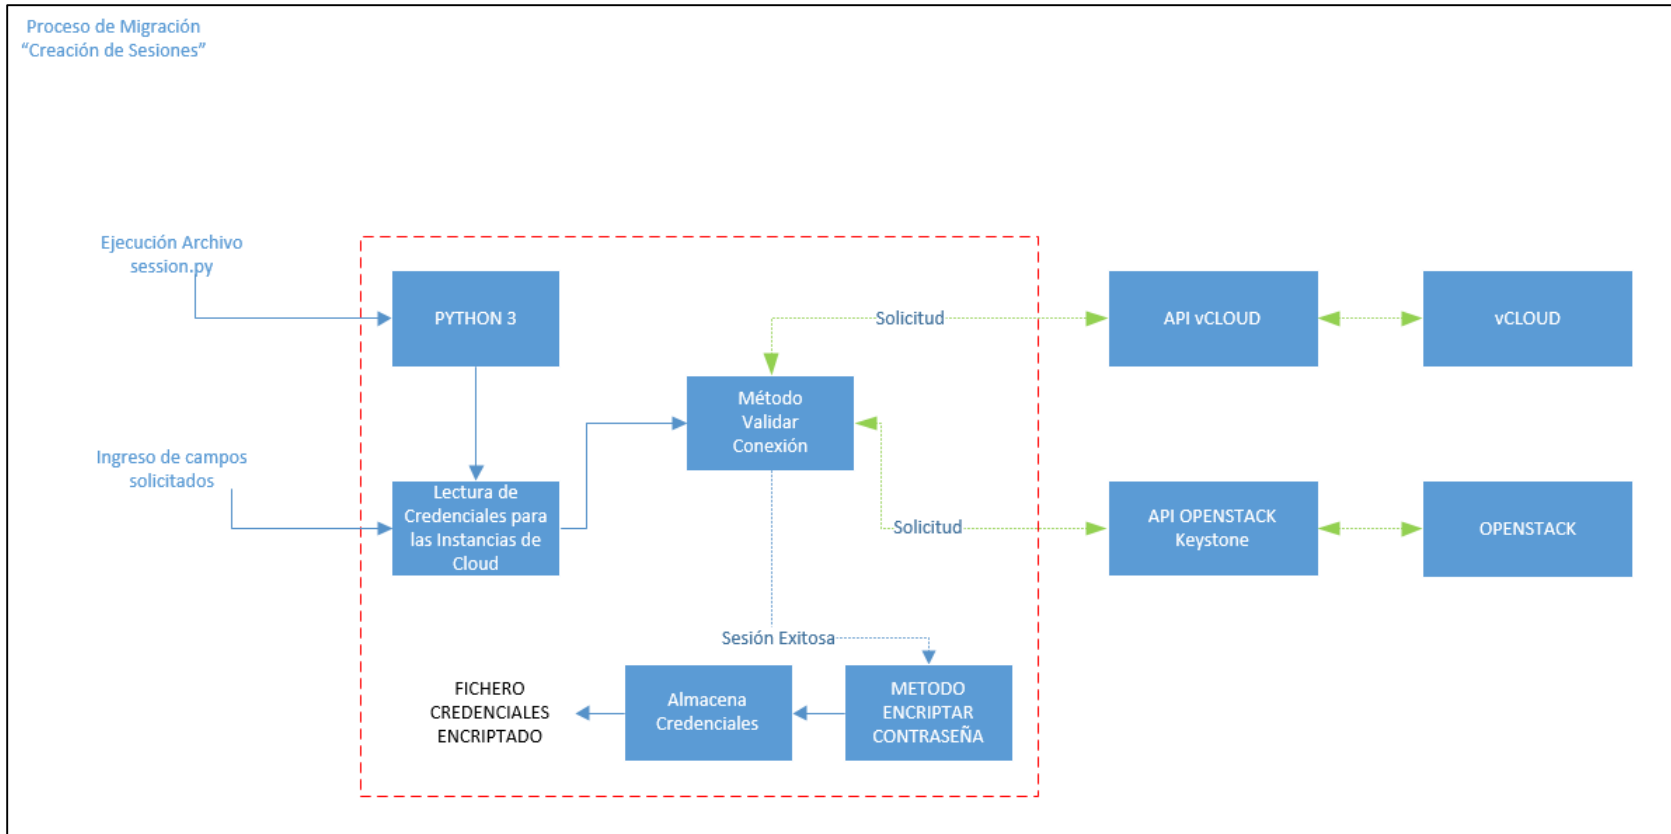 Proceso de Migración
“Creación de Sesiones”
Ejecución Archivo
session.py
PYTHON 3
Solicitud
API vCLOUD
vCLOUD
Método
Validar
Conexión
Ingreso de campos
solicitados
Lectura de
Credenciales para
las Instancias de
Cloud
Solicitud
API OPENSTACK
Keystone
OPENSTACK
Sesión Exitosa
FICHERO
CREDENCIALES
ENCRIPTADO
Almacena
Credenciales
METODO
ENCRIPTAR
CONTRASEÑA